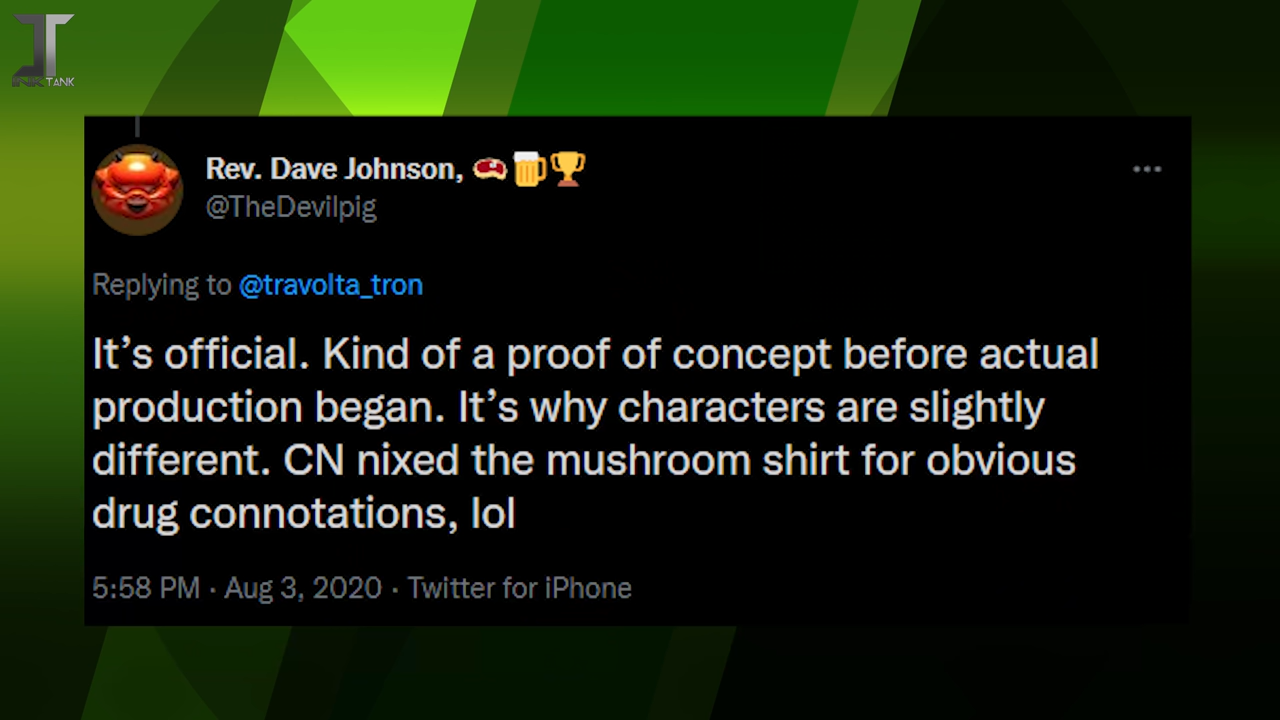 TANK
Rev. Dave Johnson, 🥩🍺🏆
@TheDevilpig
Replying to @travolta_tron
It’s official. Kind of a proof of concept before actual
production began. It’s why characters are slightly
different. CN nixed the mushroom shirt for obvious
drug connotations, lol
5:58 PM · Aug 3, 2020 · Twitter for iPhone